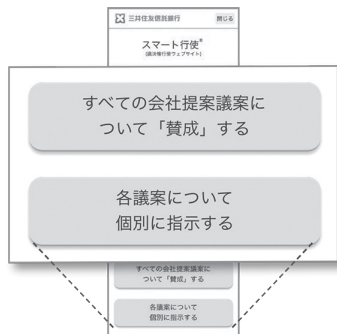 三井住友信託銀行
閉じる
スマート行使®
[議決権行使ウェブサイト]
すべての会社提案議案に
ついて「賛成」する
各議案について
個別に指示する
すべての会社提案議案に
ついて「賛成」する
各議案について
個別に指示する